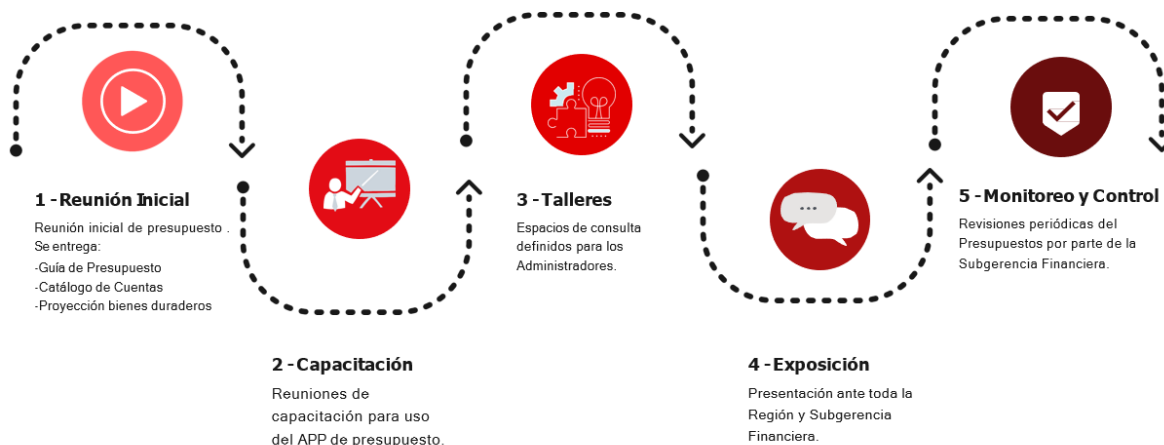 1 - Reunión Inicial
Reunión inicial de presupuesto .
Se entrega:
-Guía de Presupuesto
-Catálogo de Cuentas
-Proyección bienes duraderos
2 - Capacitación
Reuniones de
capacitación para uso
del APP de presupuesto.
3 - Talleres
Espacios de consulta
definidos para los
Administradores.
4 - Exposición
Presentación ante toda la
Región y Subgerencia
Financiera.
5 - Monitoreo y Control
Revisiones periódicas del
Presupuestos por parte de la
Subgerencia Financiera.